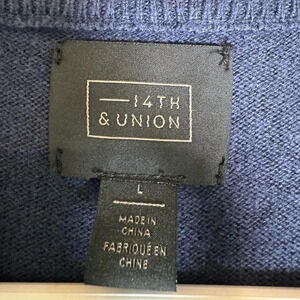 14TH
& UNION
L
MADE IN
CHINA
FABRIQUÉ EN
CHINE